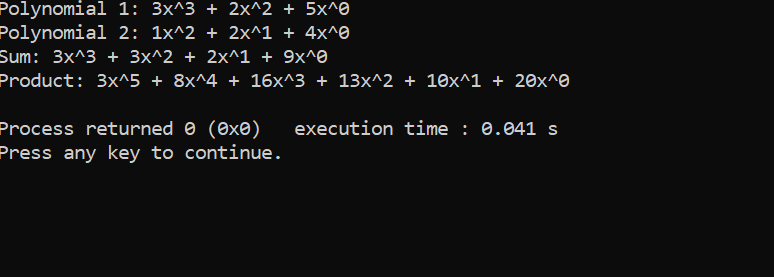 Polynomial 1: 3x^3 + 2x^2 + 5x^0
Polynomial 2: 1x^2 + 2x^1 + 4x^0
Sum: 3x^3 + 3x^2 + 2x^1 + 9x^0
Product: 3x^5 + 8x^4 + 16x^3 + 13x^2 + 10x^1 + 20x^0
Process returned 0 (0x0)   execution time : 0.041 s
Press any key to continue.